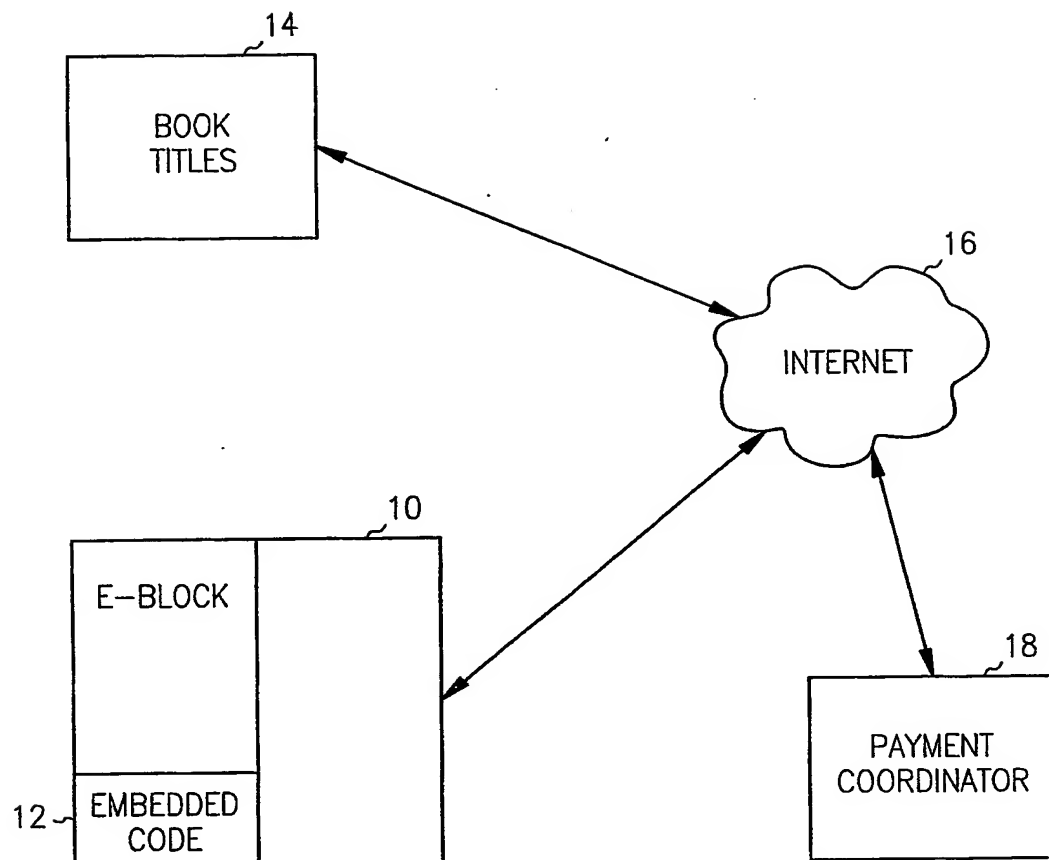 14
BOOK
TITLES
16
INTERNET
10
E-BLOCK
18
PAYMENT
COORDINATOR
12
EMBEDDED
CODE